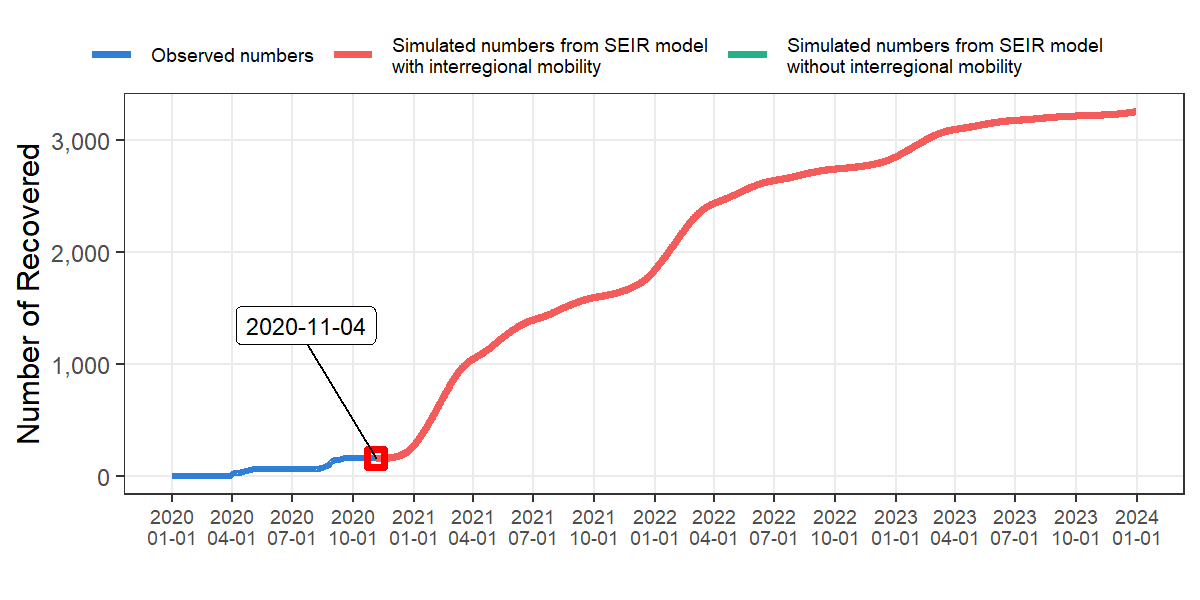 Observed numbers
Simulated numbers from SEIR model
with interregional mobility
Simulated numbers from SEIR model
without interregional mobility
Number of Recovered
3,000
2,000
1,000
0
2020-11-04
2020 2020 2020 2020 2021 2021 2021 2021 2022 2022 2022 2022 2023 2023 2023 2023 2024
01-01 04-01 07-01 10-01 01-01 04-01 07-01 10-01 01-01 04-01 07-01 10-01 01-01 04-01 07-01 10-01 01-01